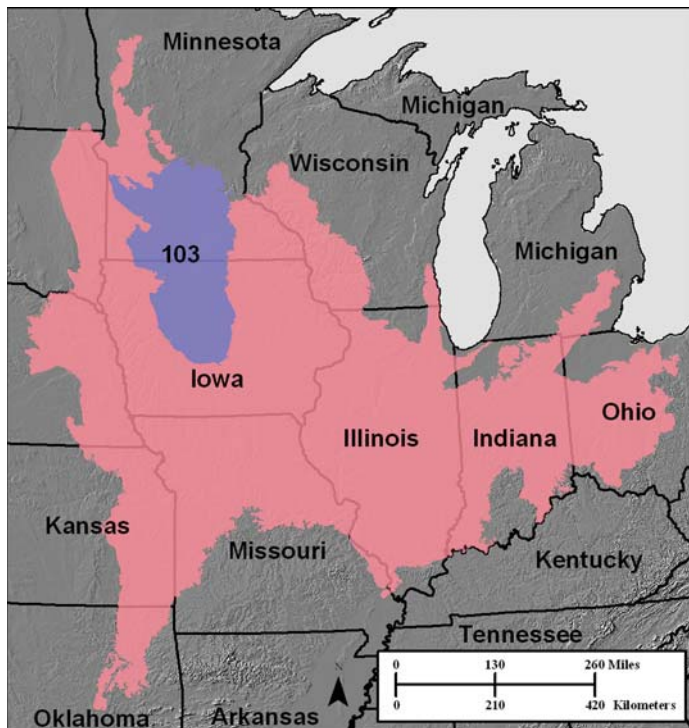 Minnesota
Michigan
Wisconsin
Michigan
103
Iowa
Ohio
Illinois
Indiana
Kansas
Missouri
Kentucky
Tennessee
N
0 130 260 Miles
0 210 420 Kilometers
Oklahoma
Arkansas